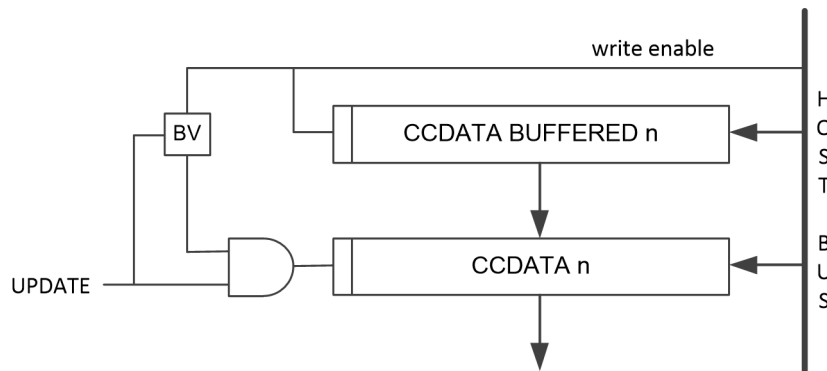 write enable
BV
CCDATA BUFFERED n
CCDATA n
UPDATE
H
O
S
T
B
U
S